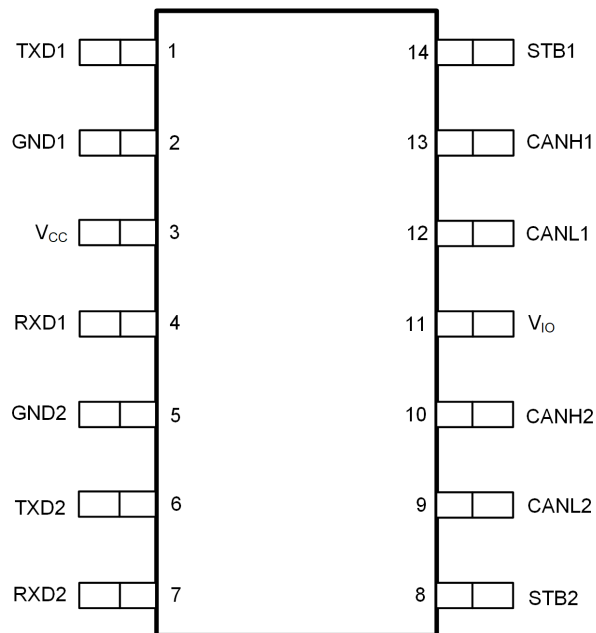 TXD1 1 14 STB1
GND1 2 13 CANH1
VCC 3 12 CANL1
RXD1 4 11 VIO
GND2 5 10 CANH2
TXD2 6 9 CANL2
RXD2 7 8 STB2